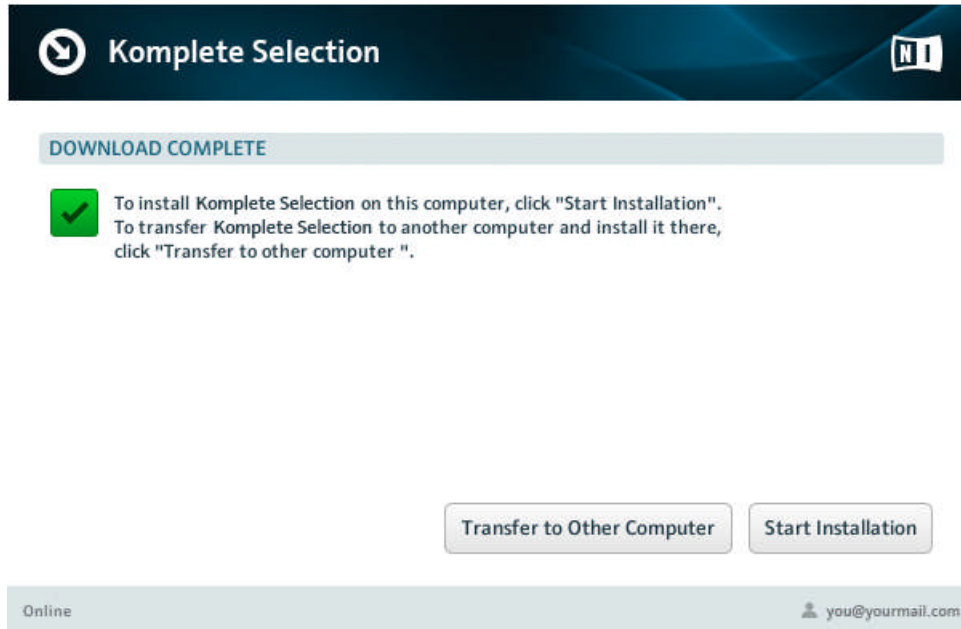 Komplete Selection
NI
DOWNLOAD COMPLETE
To install Komplete Selection on this computer, click "Start Installation".
To transfer Komplete Selection to another computer and install it there,
click "Transfer to other computer ".
Transfer to Other Computer
Start Installation
Online
you@yourmail.com